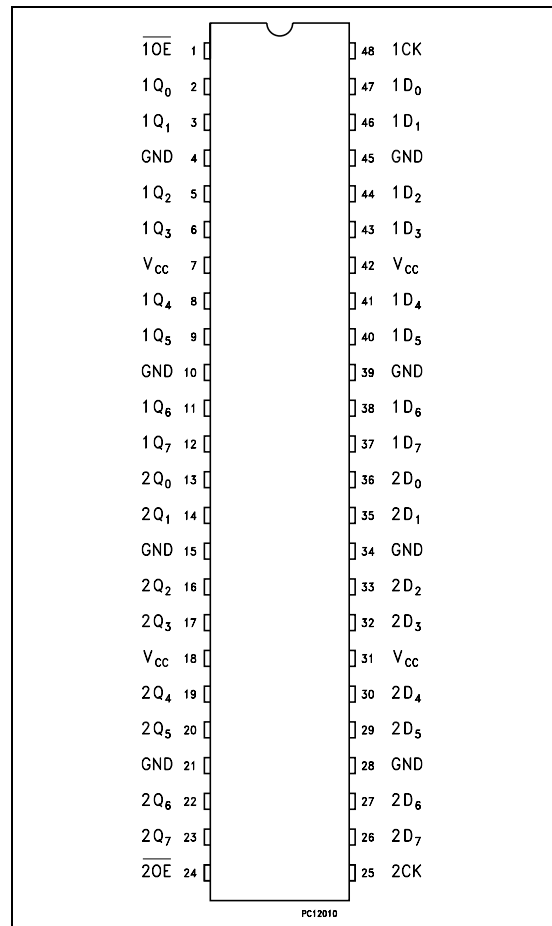 1OE 1 48 1CK
1Q0 2 47 1D0
1Q1 3 46 1D1
GND 4 45 GND
1Q2 5 44 1D2
1Q3 6 43 1D3
VCC 7 42 VCC
1Q4 8 41 1D4
1Q5 9 40 1D5
GND 10 39 GND
1Q6 11 38 1D6
1Q7 12 37 1D7
2Q0 13 36 2D0
2Q1 14 35 2D1
GND 15 34 GND
2Q2 16 33 2D2
2Q3 17 32 2D3
VCC 18 31 VCC
2Q4 19 30 2D4
2Q5 20 29 2D5
GND 21 28 GND
2Q6 22 27 2D6
2Q7 23 26 2D7
2OE 24 25 2CK
PC12010